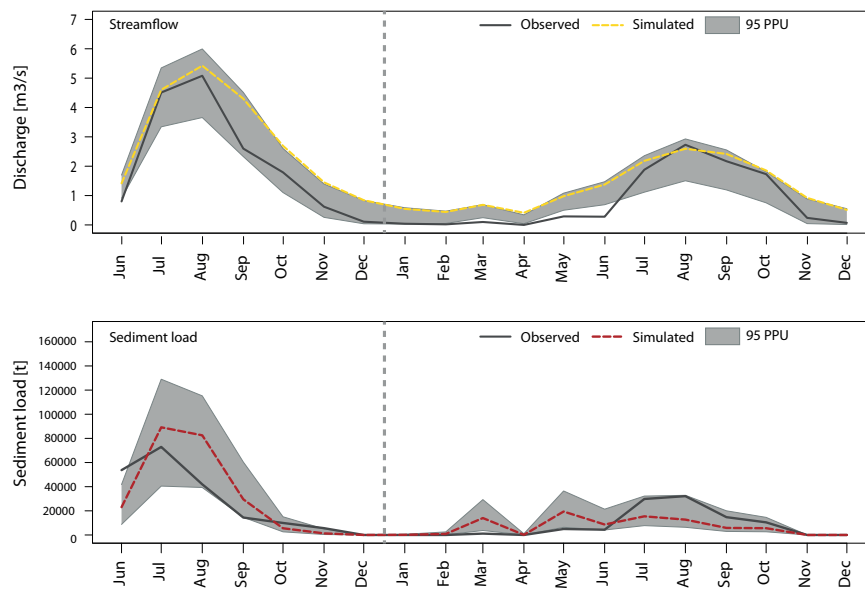 Streamflow
Observed Simulated 95 PPU
Discharge [m3/s]
7
6
5
4
3
2
1
0
Jun Jul Aug Sep Oct Nov Dec Jan Feb Mar Apr May Jun Jul Aug Sep Oct Nov Dec
Sediment load
Observed Simulated 95 PPU
Sediment load [t]
160000
140000
120000
100000
80000
60000
40000
20000
0
Jun Jul Aug Sep Oct Nov Dec Jan Feb Mar Apr May Jun Jul Aug Sep Oct Nov Dec